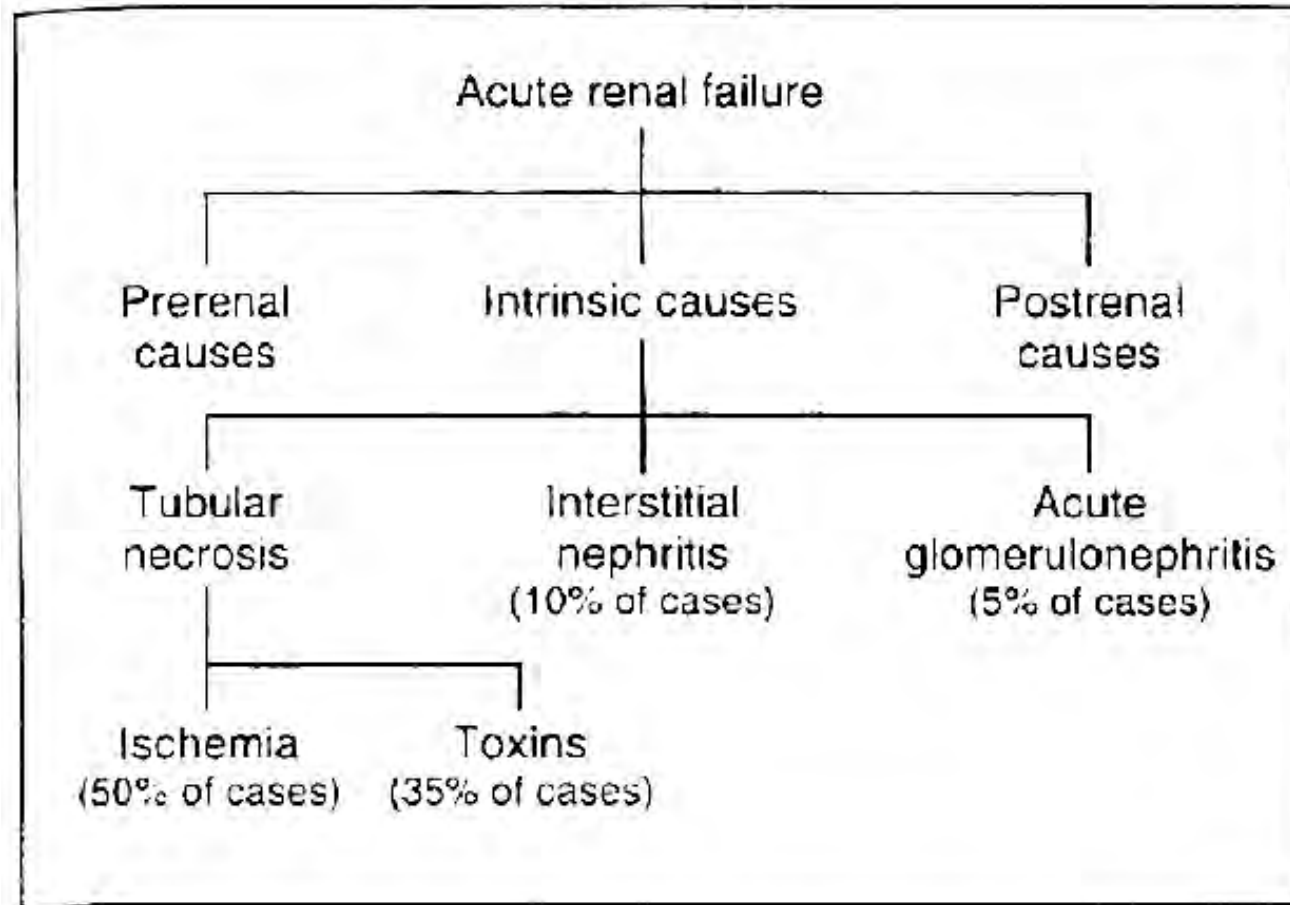 Acute renal failure
Prerenal
causes
Intrinsic causes
Postrenal
causes
Tubular
necrosis
Interstitial
nephritis
(10% of cases)
Acute
glomerulonephritis
(5% of cases)
Ischemia
(50% of cases)
Toxins
(35% of cases)